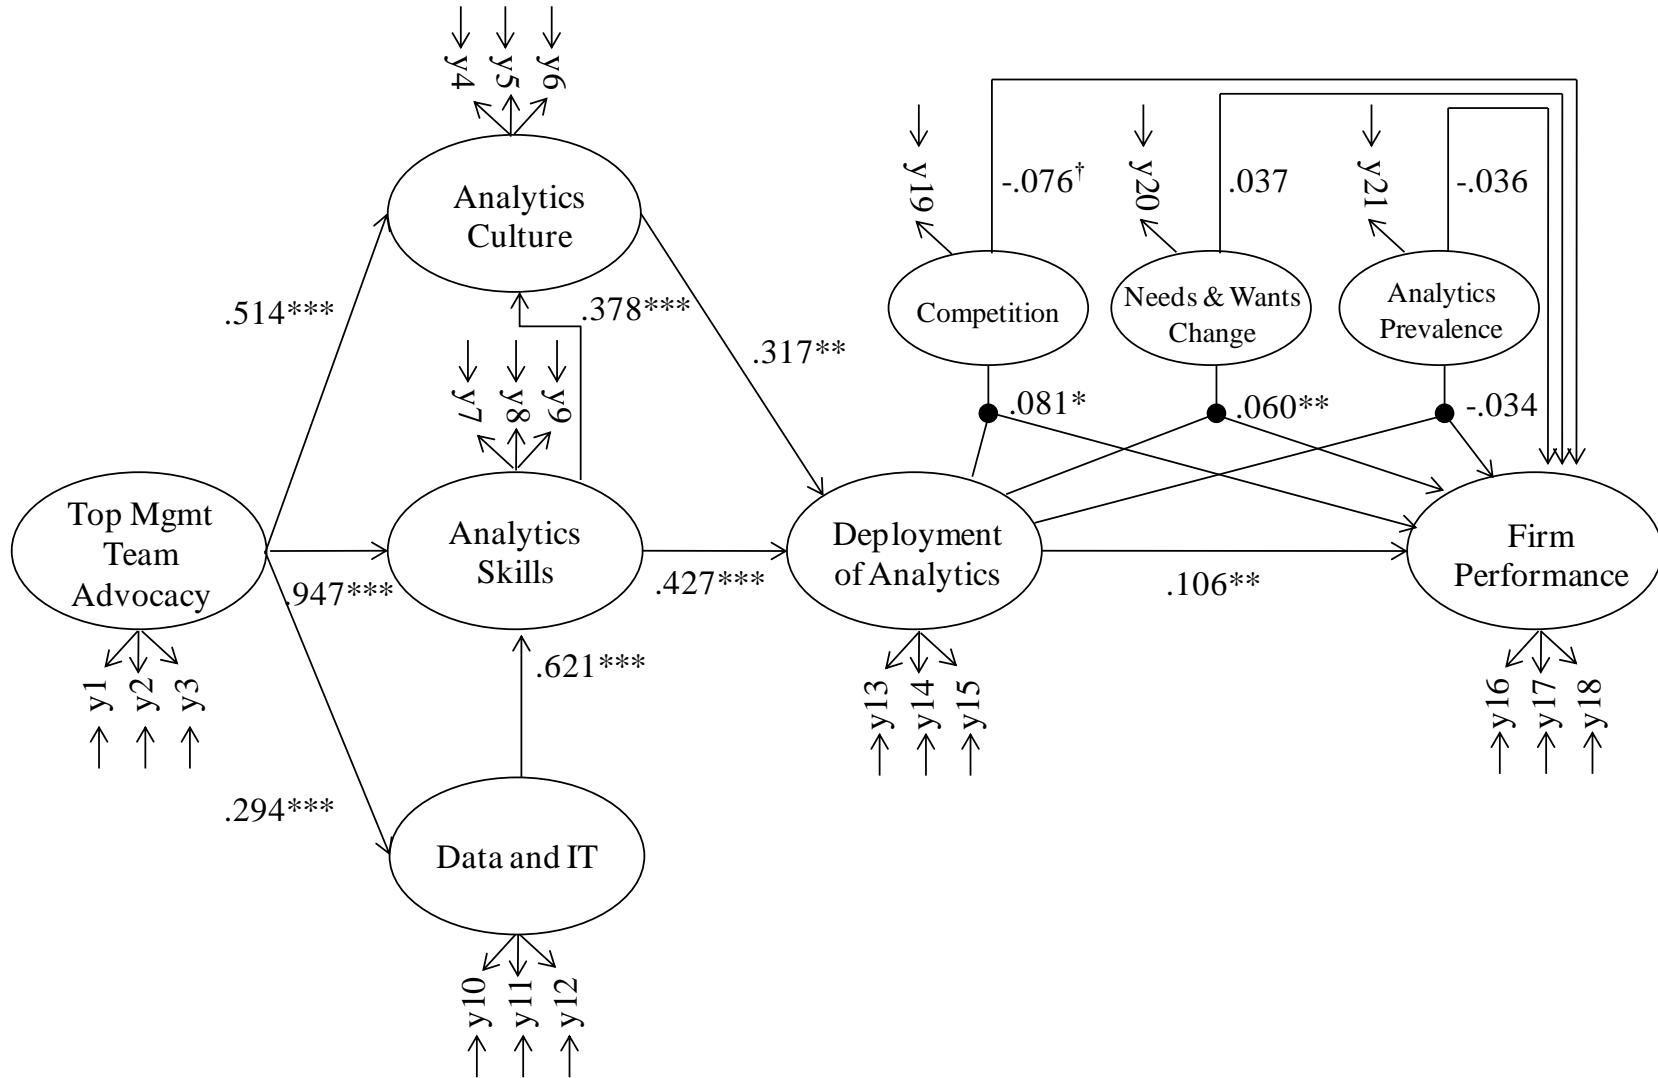 y4
y5
y6
Analytics
Culture
.514***
.378***
.317**
y7
y8
y9
y19
-.076†
y20
.037
y21
-.036
Competition
Needs & Wants
Change
Analytics
Prevalence
.081*
.060**
-.034
Top Mgmt
Team
Advocacy
.947***
Analytics
Skills
.427***
Deployment
of Analytics
.106**
Firm
Performance
y1
y2
y3
.621***
y13
y14
y15
y16
y17
y18
.294***
Data and IT
y10
y11
y12